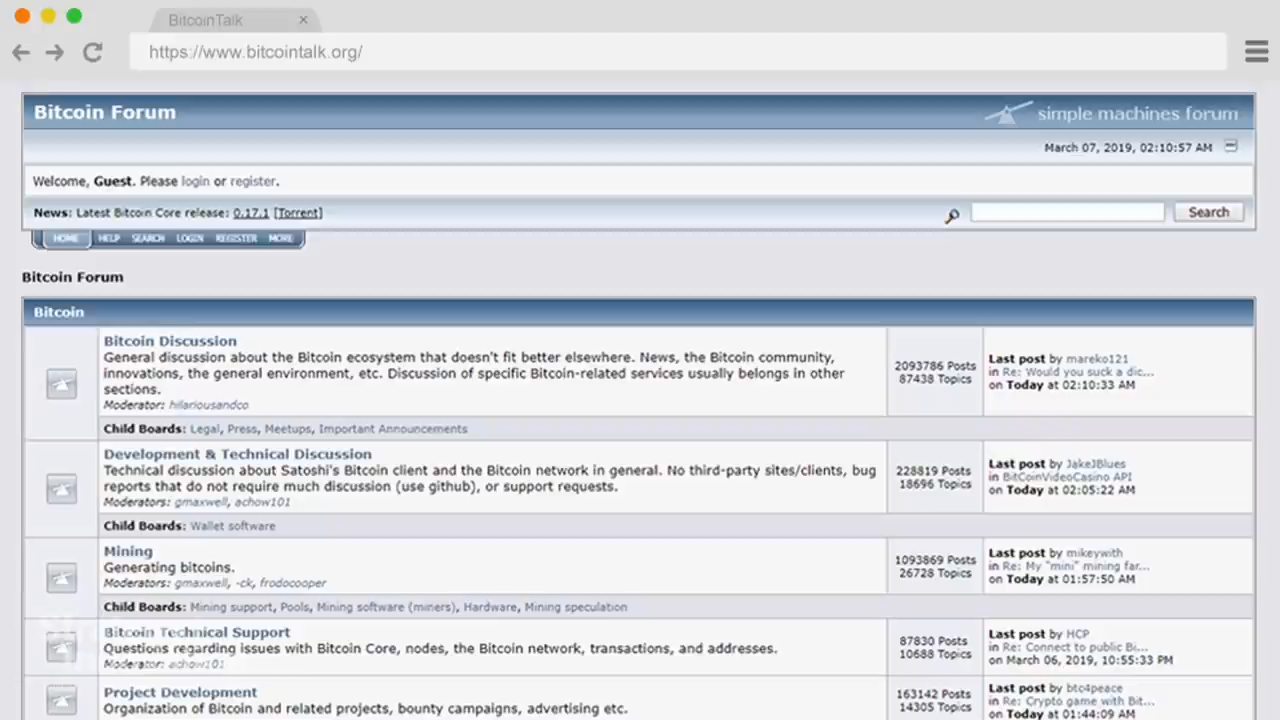 BitcoinTalk
https://www.bitcointalk.org/
Bitcoin Forum
simple machines forum
March 07, 2019, 02:10:57 AM
Welcome, Guest. Please login or register.
News: Latest Bitcoin Core release: 0.17.1 [Torrent]
Search
HOME HELP SEARCH LOGIN REGISTER MORE
Bitcoin Forum
Bitcoin
Bitcoin Discussion
General discussion about the Bitcoin ecosystem that doesn't fit better elsewhere. News, the Bitcoin community,
innovations, the general environment, etc. Discussion of specific Bitcoin-related services usually belongs in other
sections.
Moderator: hilariousandco
2093786 Posts
87438 Topics
Last post by mareko121
in Re: Would you suck a dic...
on Today at 02:10:33 AM
Child Boards: Legal, Press, Meetups, Important Announcements
Development & Technical Discussion
Technical discussion about Satoshi's Bitcoin client and the Bitcoin network in general. No third-party sites/clients, bug
reports that do not require much discussion (use github), or support requests.
Moderators: gmaxwell, achow101
228819 Posts
18696 Topics
Last post by JakeJBlues
in BitCoinVideoCasino API
on Today at 02:05:22 AM
Child Boards: Wallet software
Mining
Generating bitcoins.
Moderators: gmaxwell, -ck, frodocooper
1093869 Posts
26728 Topics
Last post by mikeywith
in Re: My "mini" mining far...
on Today at 01:57:50 AM
Child Boards: Mining support, Pools, Mining software (miners), Hardware, Mining speculation
Bitcoin Technical Support
Questions regarding issues with Bitcoin Core, nodes, the Bitcoin network, transactions, and addresses.
Moderator: achow101
87830 Posts
10688 Topics
Last post by HCP
in Re: Connect to public Bi...
on March 06, 2019, 10:55:33 PM
Project Development
Organization of Bitcoin and related projects, bounty campaigns, advertising etc.
163142 Posts
14305 Topics
Last post by btc4peace
in Re: Crypto game with Bit...
on Today at 01:44:09 AM